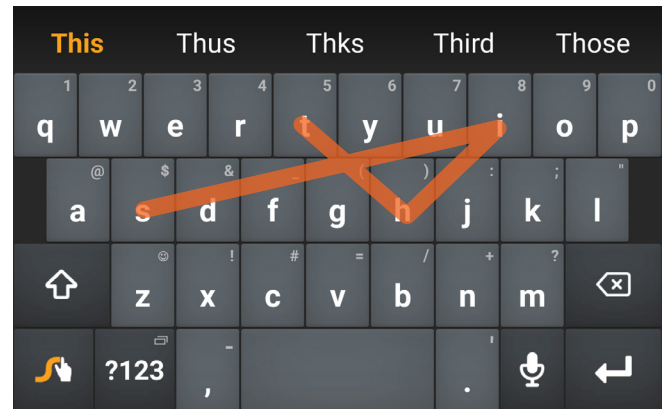 This Thus Thks Third Those
1 2 3 4 5 6 7 8 9 0
q w e r t y u i o p
@ $ & _ ( ) : ; "
a s d f g h j k l
☺ ! # = / + ?
z x c v b n m
?123 , - . '